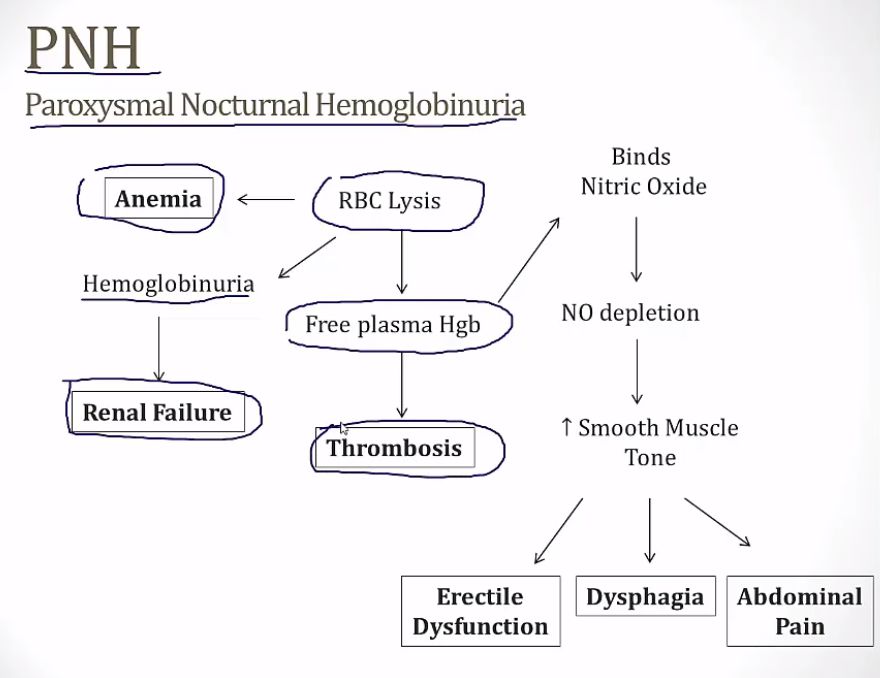 PNH
Paroxysmal Nocturnal Hemoglobinuria
Binds
Nitric Oxide
Anemia
RBC Lysis
Hemoglobinuria
Free plasma Hgb
NO depletion
Renal Failure
Thrombosis
↑ Smooth Muscle
Tone
Erectile
Dysfunction
Dysphagia
Abdominal
Pain